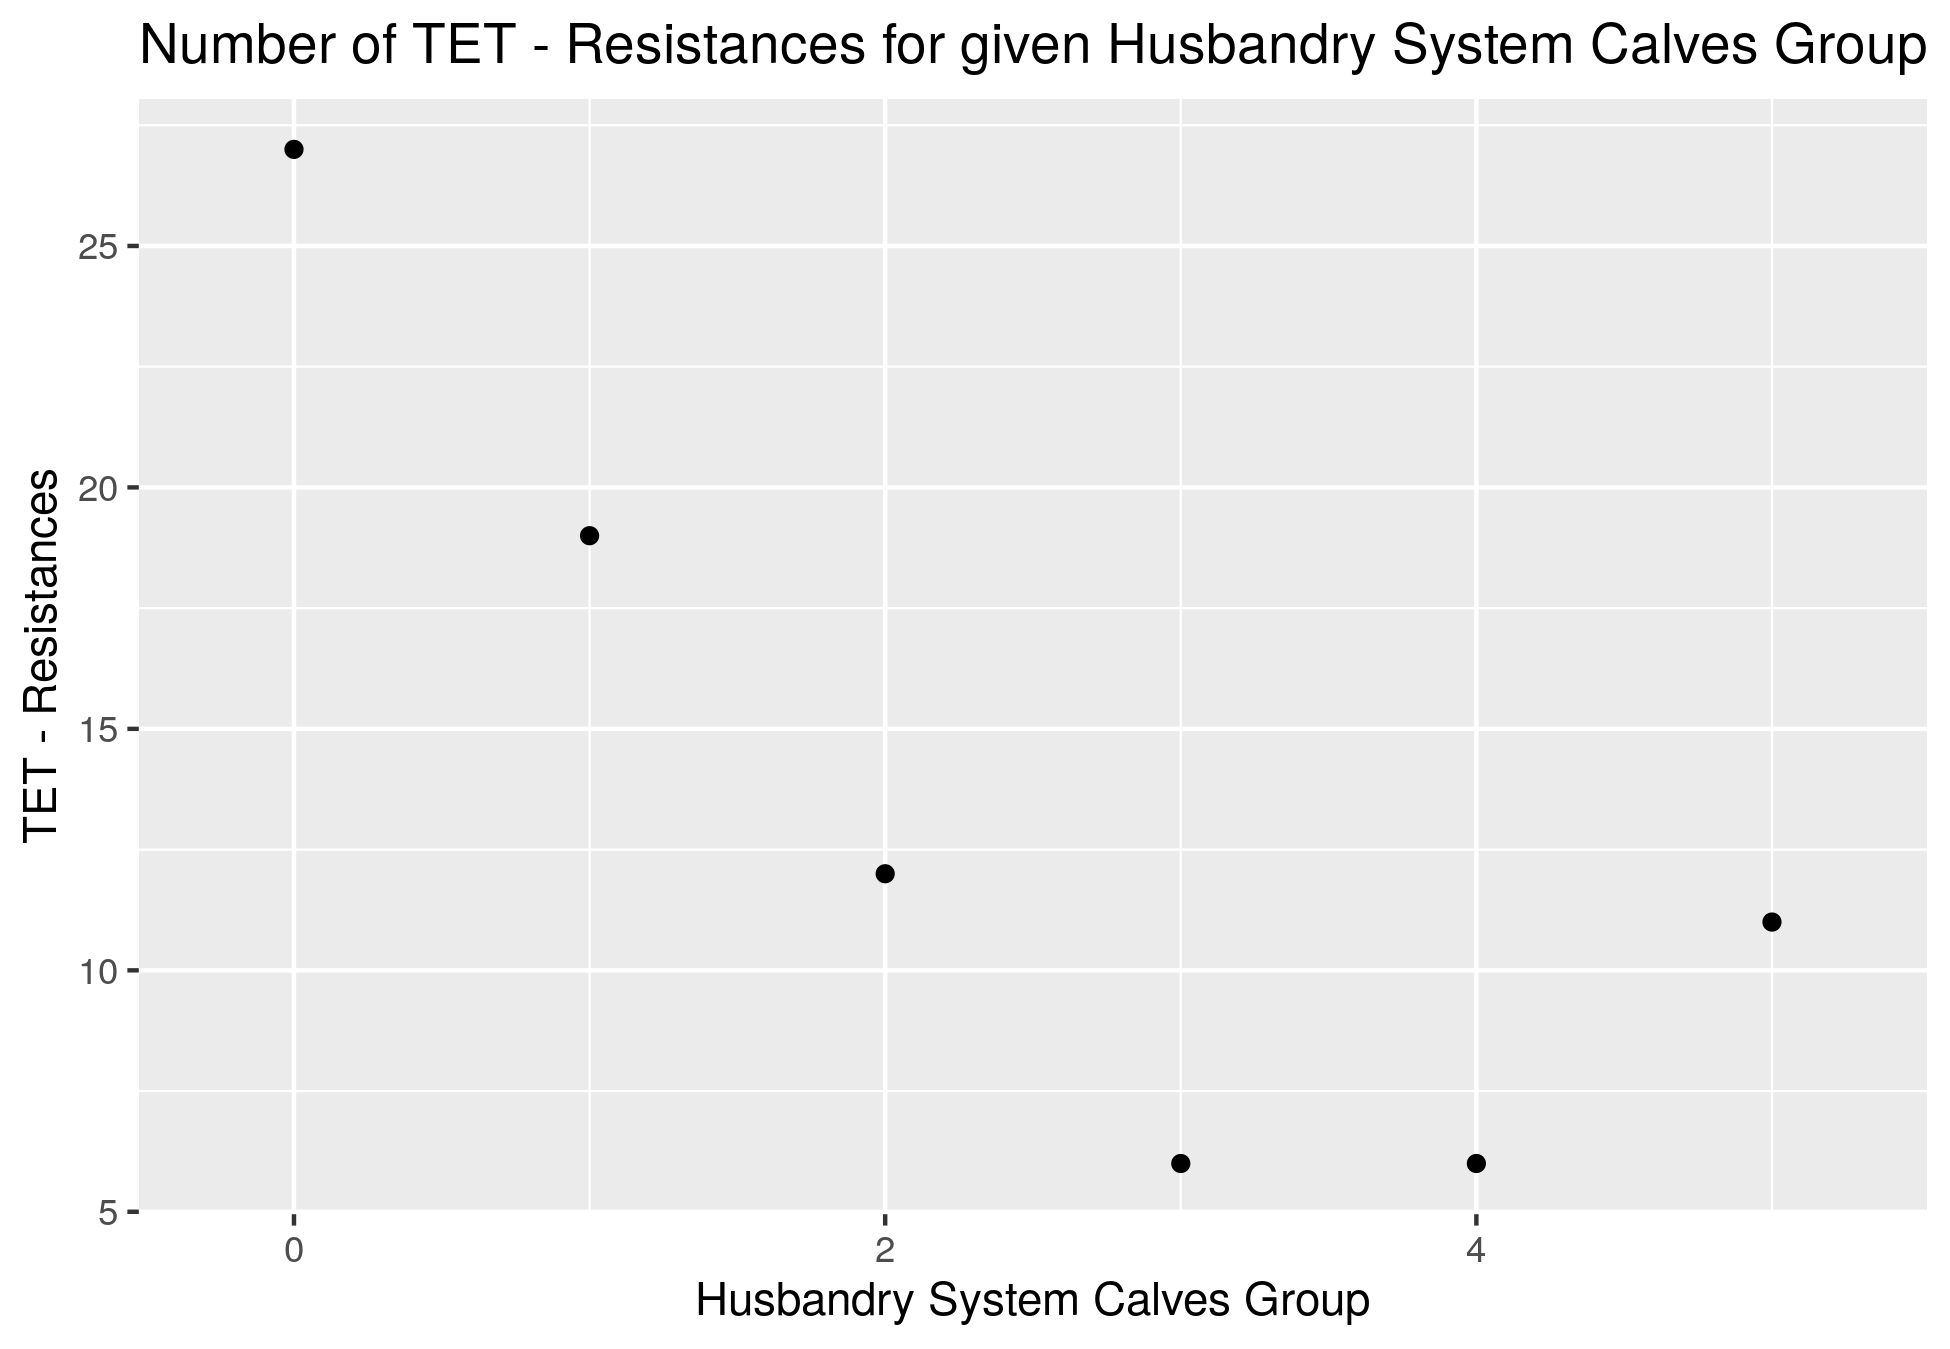 Number of TET - Resistances for given Husbandry System Calves Group
TET - Resistances
25
20
15
10
5
0 2 4
Husbandry System Calves Group